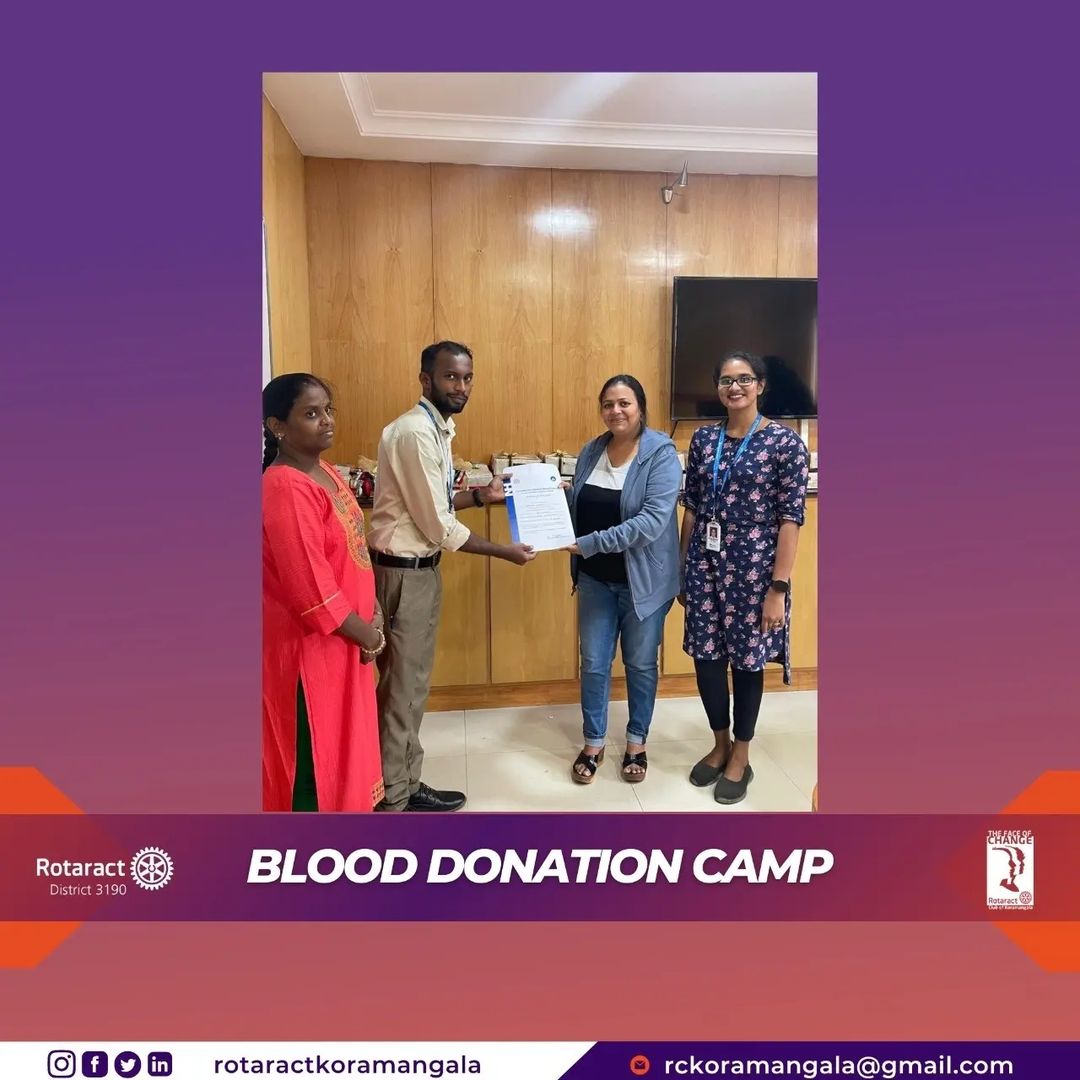 Rotaract
District 3190
BLOOD DONATION CAMP
THE FACE OF
CHANGE
Rotaract
Club of Koramangala
rotaractkoramangala
rckoramangala@gmail.com